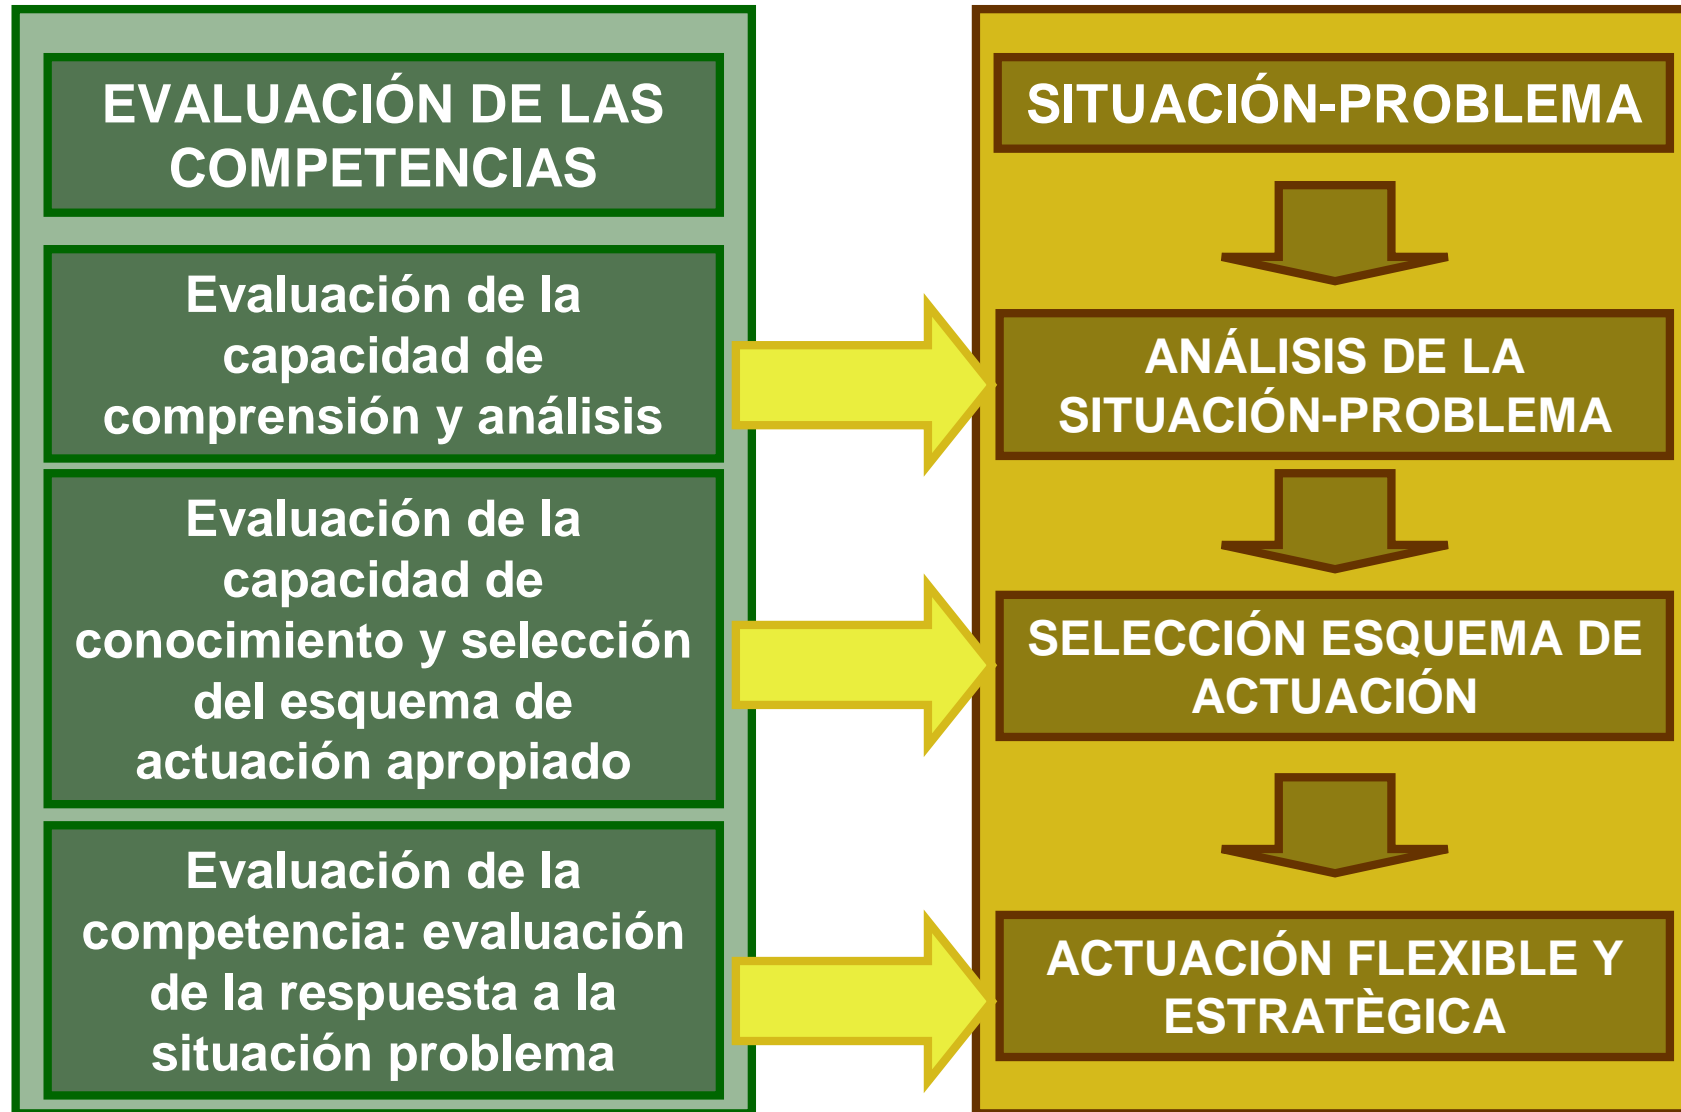 EVALUACIÓN DE LAS
COMPETENCIAS
Evaluación de la
capacidad de
comprensión y análisis
Evaluación de la
capacidad de
conocimiento y selección
del esquema de
actuación apropiado
Evaluación de la
competencia: evaluación
de la respuesta a la
situación problema
SITUACIÓN-PROBLEMA
ANÁLISIS DE LA
SITUACIÓN-PROBLEMA
SELECCIÓN ESQUEMA DE
ACTUACIÓN
ACTUACIÓN FLEXIBLE Y
ESTRATÈGICA